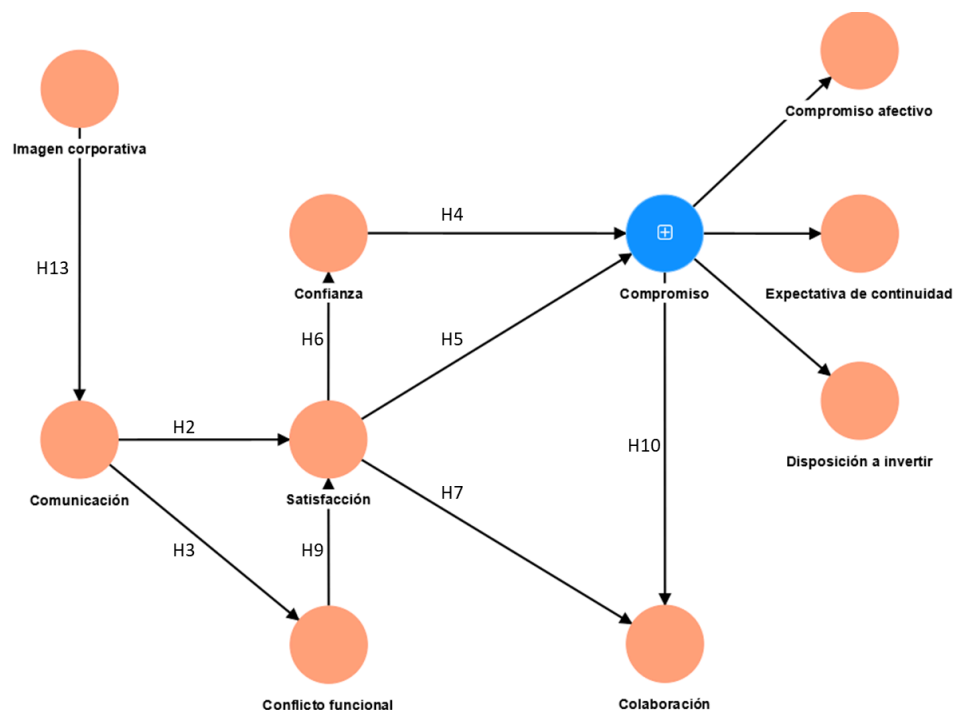 Compromiso afectivo
Imagen corporativa
H4
H13
Confianza
Compromiso
Expectativa de continuidad
H6
H5
H2
H10
Disposición a invertir
Comunicación
Satisfacción
H7
H3
H9
Conflicto funcional
Colaboración